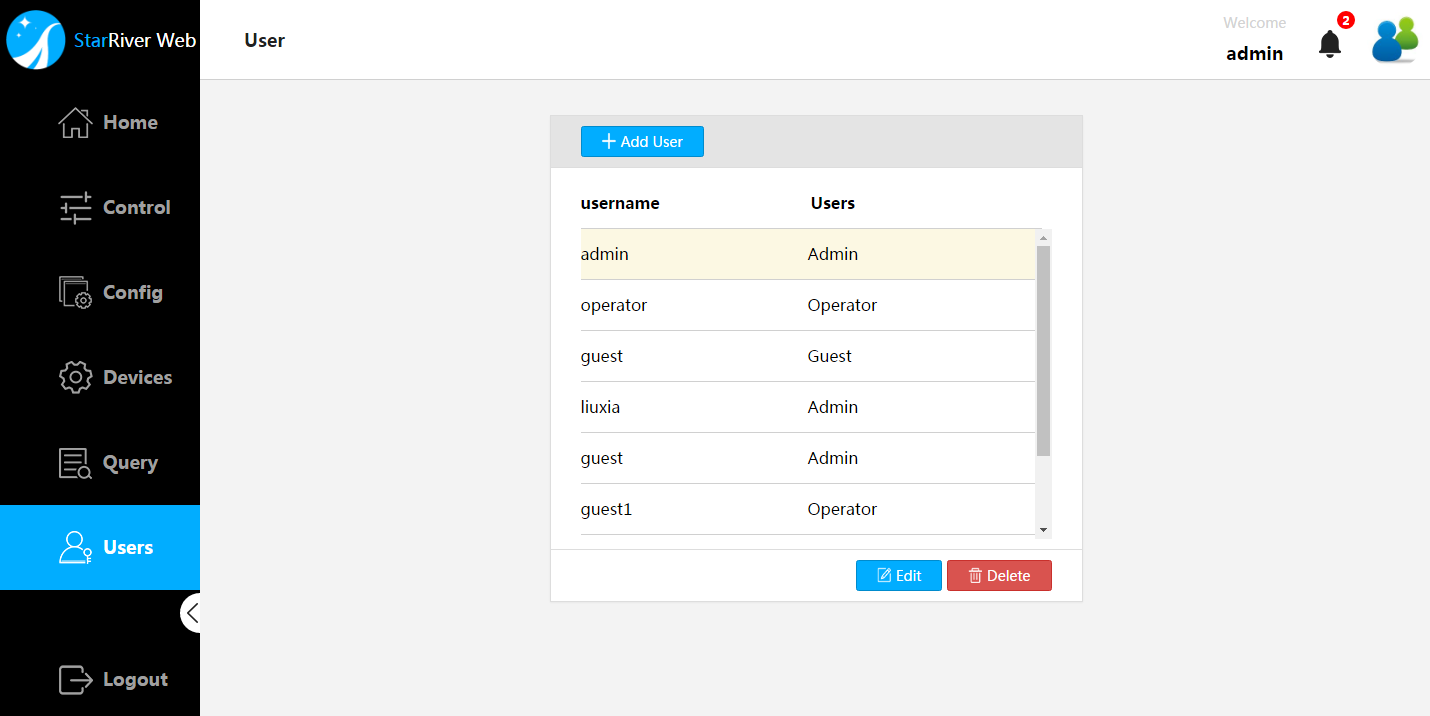 StarRiver Web
User
Welcome
admin
2
Home
Control
Config
Devices
Query
Users
Logout
Add User
username Users
admin Admin
operator Operator
guest Guest
liuxia Admin
guest Admin
guest1 Operator
Edit Delete